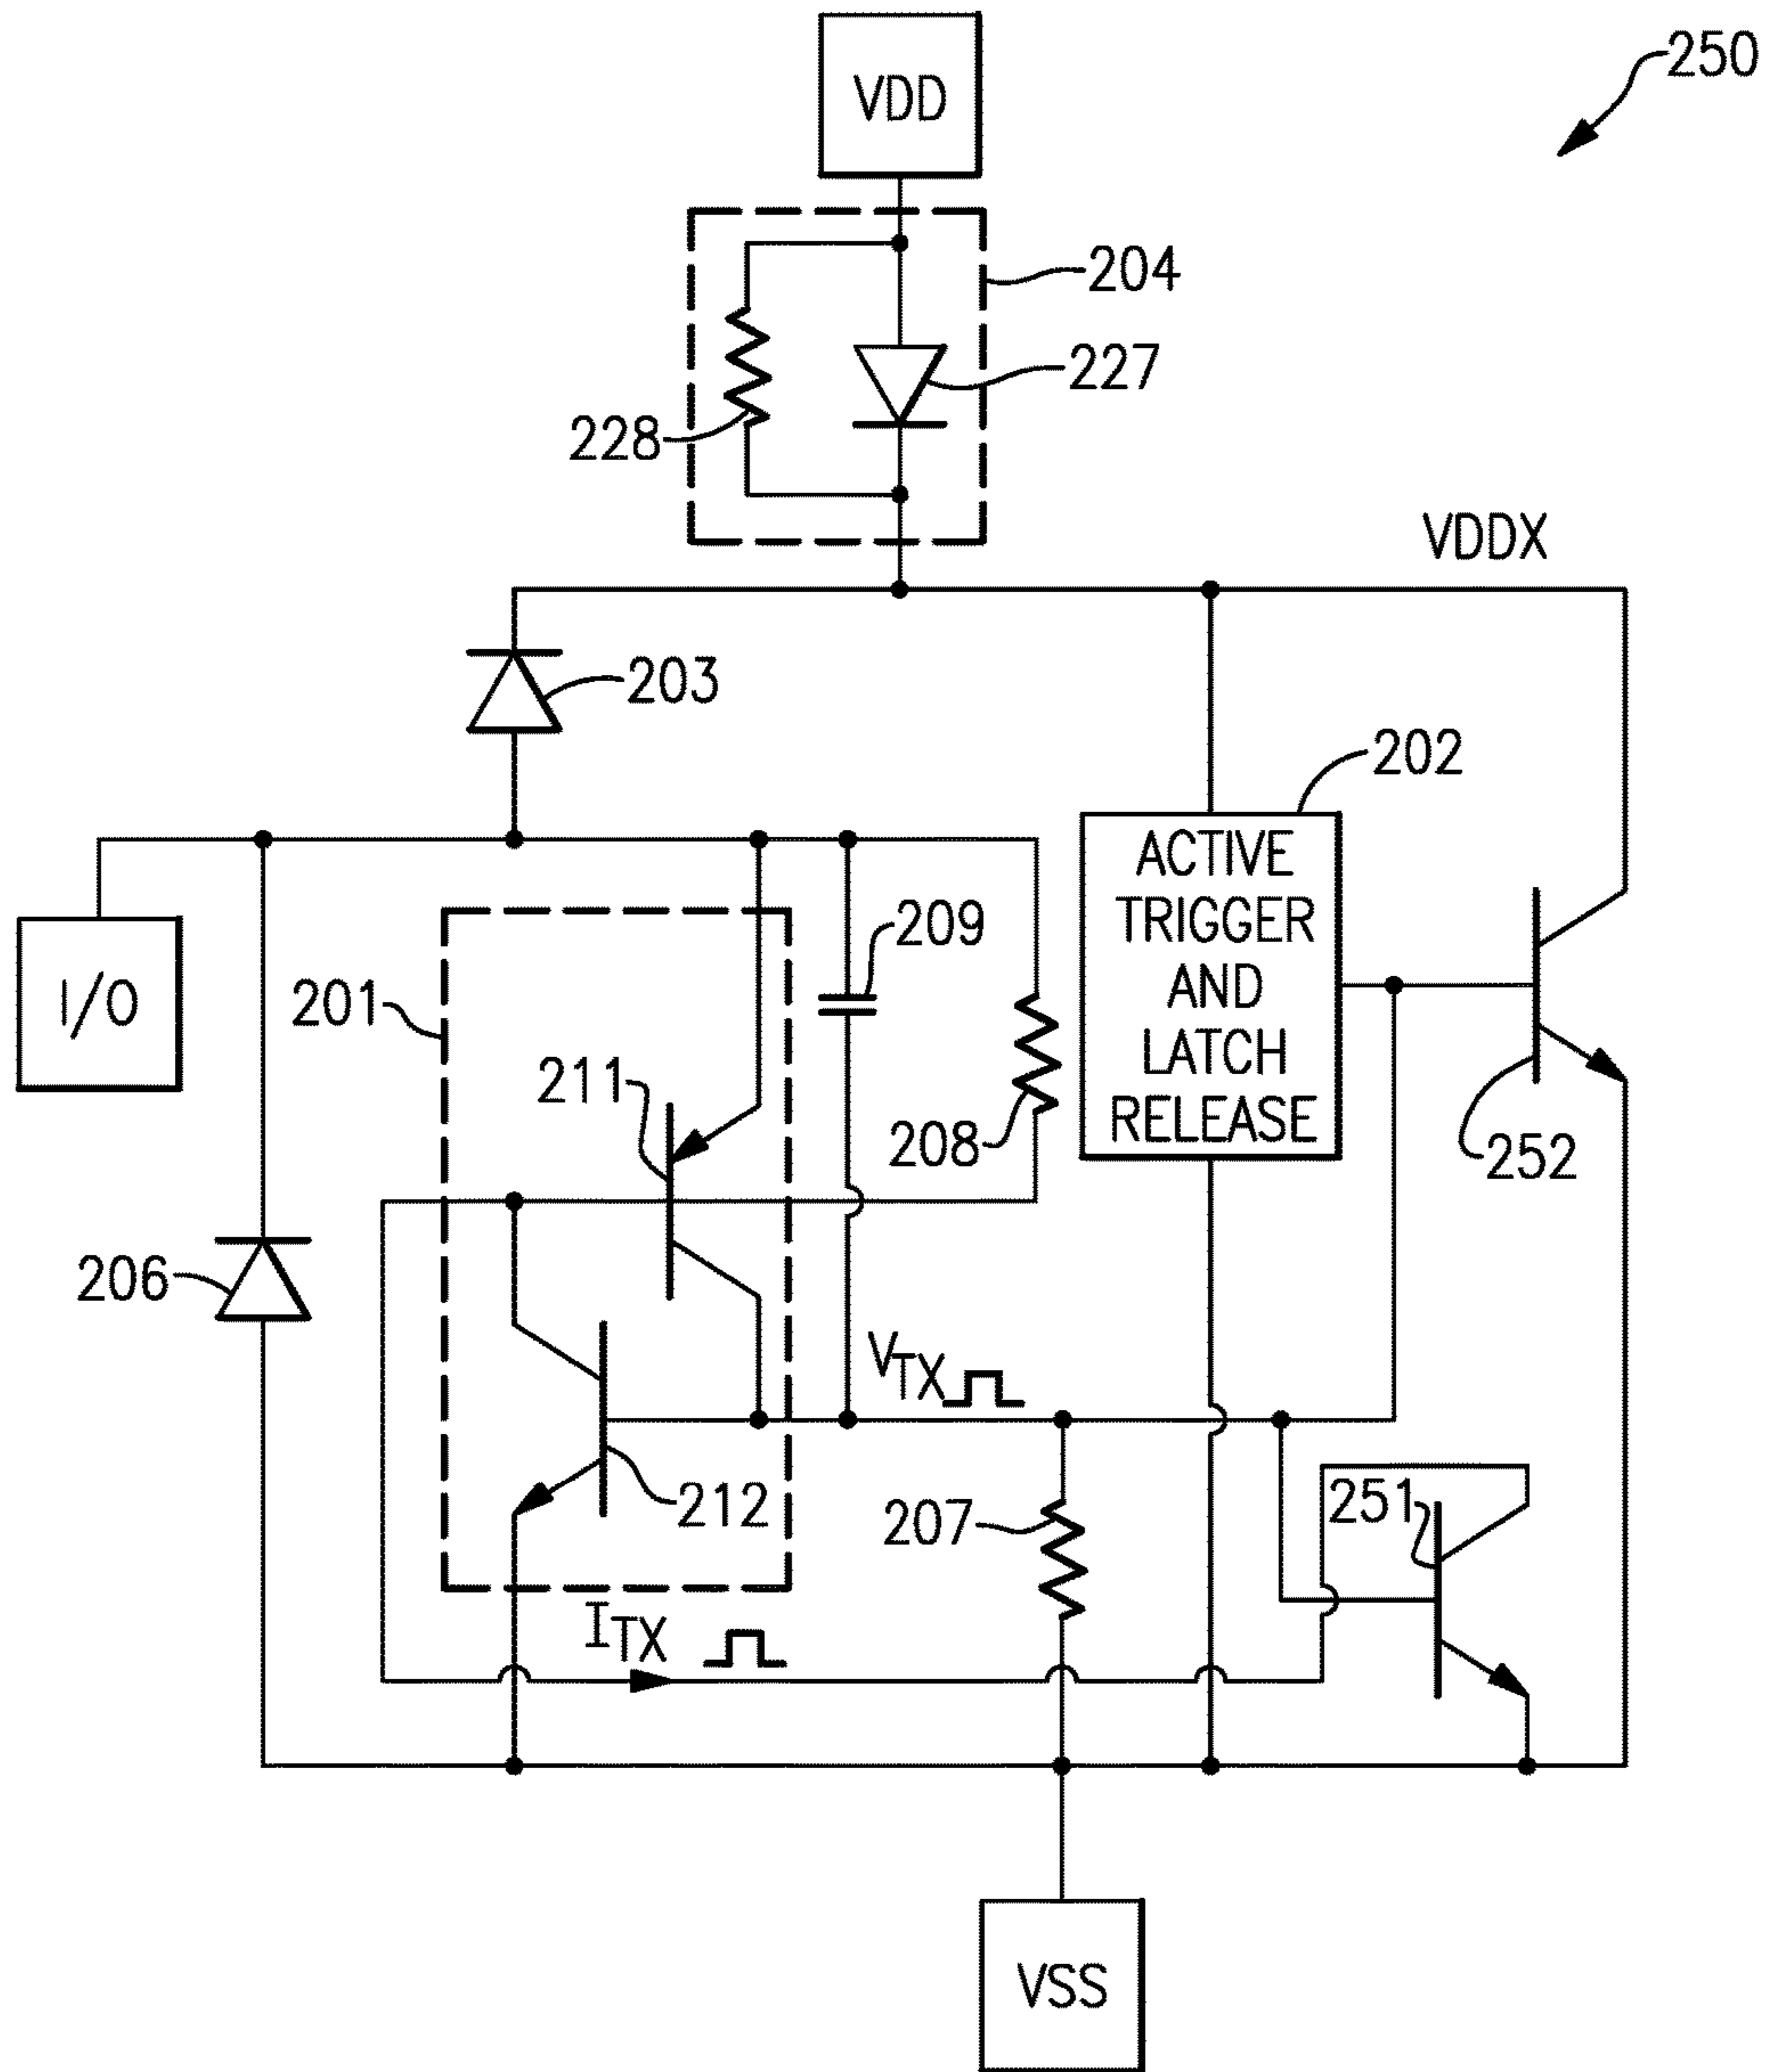 VDD
250
204
227
228
VDDX
203
202
ACTIVE
TRIGGER
AND
LATCH
RELEASE
209
I/O
201
211
208
252
206
VTX
212
207
251
ITX
VSS